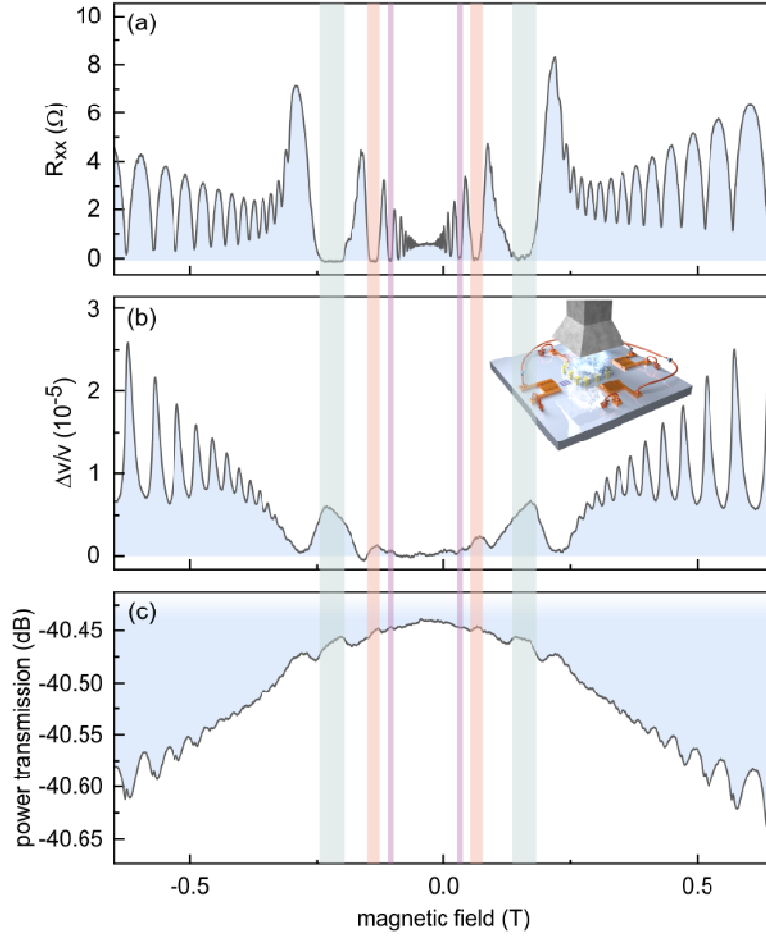 (a)
10
8
6
4
2
0
Rxx (Ω)
(b)
3
2
1
0
Δv/v (10⁻⁵)
(c)
-40.45
-40.50
-40.55
-40.60
-40.65
power transmission (dB)
-0.5 0.0 0.5
magnetic field (T)